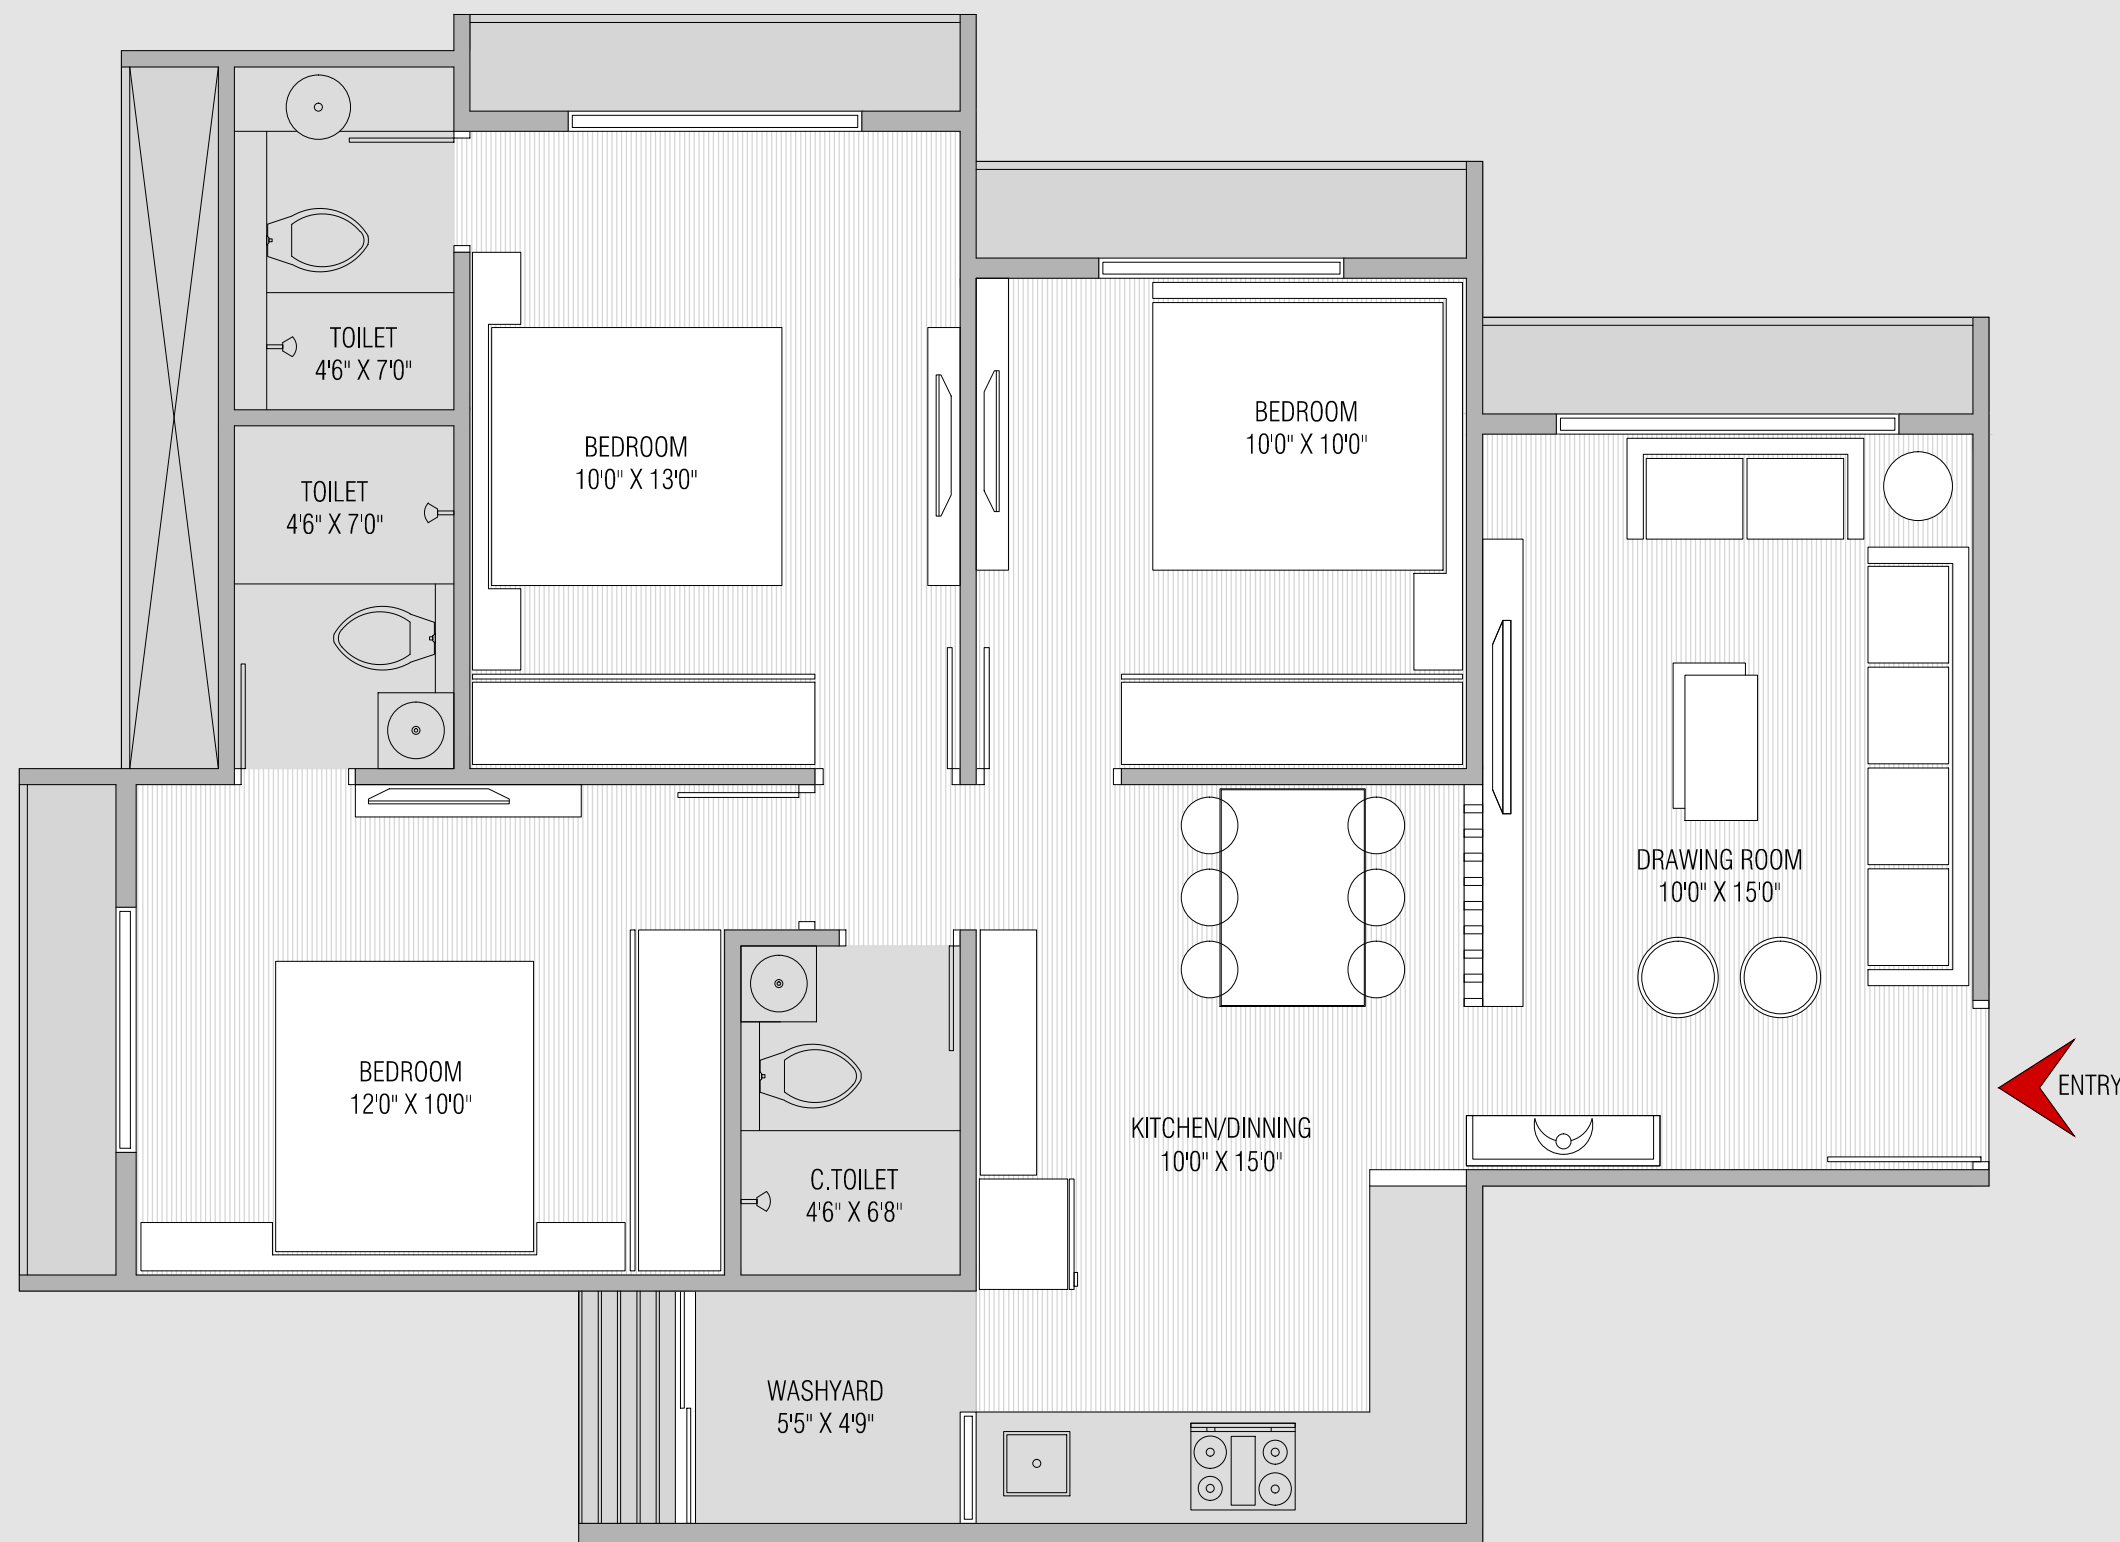 TOILET
4'6" X 7'0"
TOILET
4'6" X 7'0"
BEDROOM
10'0" X 13'0"
BEDROOM
10'0" X 10'0"
DRAWING ROOM
10'0" X 15'0"
ENTRY
BEDROOM
12'0" X 10'0"
C.TOILET
4'6" X 6'8"
KITCHEN/DINNING
10'0" X 15'0"
WASHYARD
5'5" X 4'9"